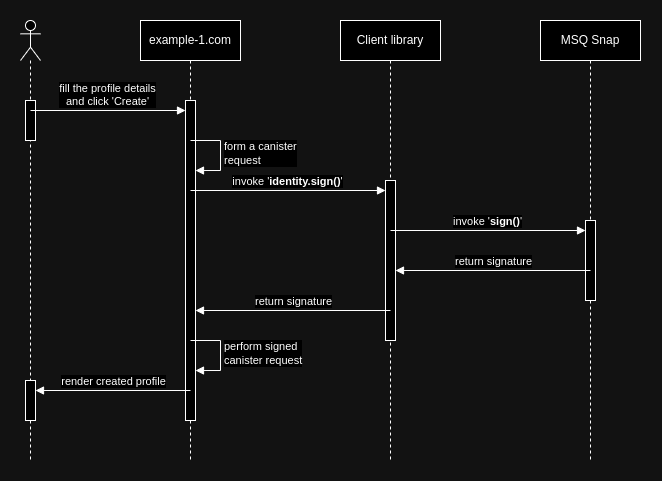 example-1.com
Client library
MSQ Snap
fill the profile details
and click 'Create'
form a canister
request
invoke 'identity.sign()'
invoke 'sign()'
return signature
return signature
perform signed
canister request
render created profile